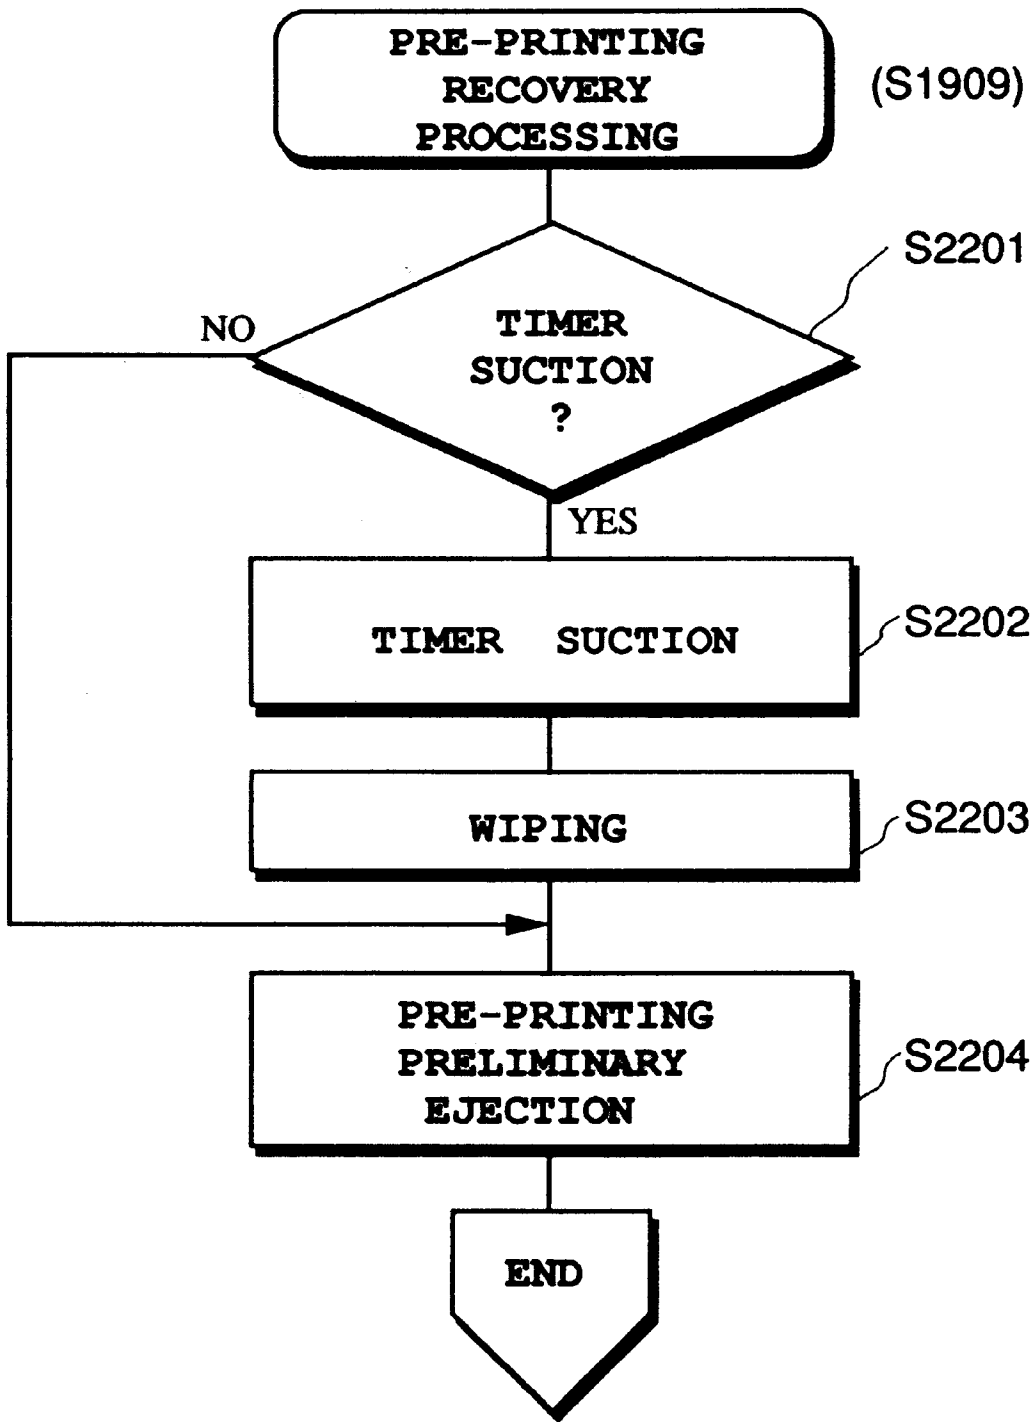 PRE-PRINTING
RECOVERY
PROCESSING
(S1909)
S2201
TIMER
SUCTION
?
NO
YES
TIMER SUCTION
S2202
WIPING
S2203
PRE-PRINTING
PRELIMINARY
EJECTION
S2204
END